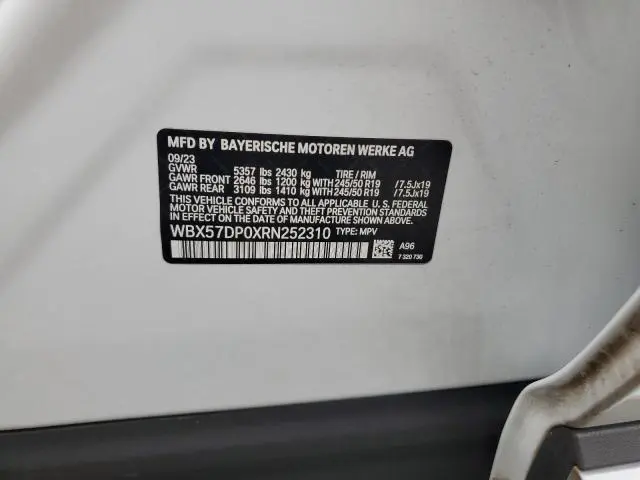 MFD BY BAYERISCHE MOTOREN WERKE AG
09/23
GVWR 5357 lbs 2430 kg TIRE / RIM
GAWR FRONT 2646 lbs 1200 kg WITH 245/50 R19 / 7.5Jx19
GAWR REAR 3109 lbs 1410 kg WITH 245/50 R19 / 7.5Jx19
THIS VEHICLE CONFORMS TO ALL APPLICABLE U. S. FEDERAL
MOTOR VEHICLE SAFETY, BUMPER, AND THEFT PREVENTION
STANDARDS IN EFFECT ON THE DATE OF MANUFACTURE SHOWN ABOVE.
WBX57DP0XRN252310 TYPE: MPV
A96
7 320 730